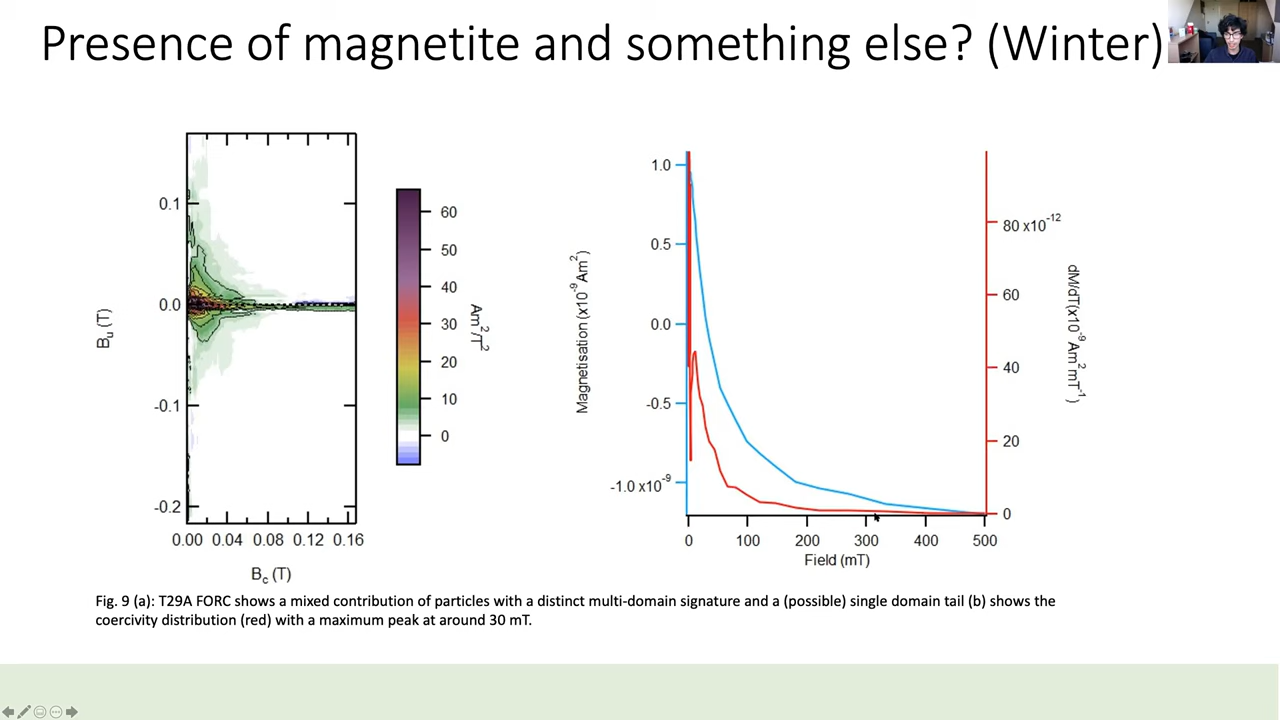 Presence of magnetite and something else? (Winter)
0.1
0.0
-0.1
-0.2
Bu (T)
0.00 0.04 0.08 0.12 0.16
Bc (T)
60
50
40
30
20
10
0
Am²/T²
1.0
0.5
0.0
-0.5
-1.0 x10⁻⁹
Magnetisation (x10⁻⁹Am²)
0 100 200 300 400 500
Field (mT)
80 x10⁻¹²
60
40
20
0
dM/dT(x10⁻⁹ Am² mT⁻¹)
Fig. 9 (a): T29A FORC shows a mixed contribution of particles with a distinct multi-domain signature and a (possible) single domain tail (b) shows the
coercivity distribution (red) with a maximum peak at around 30 mT.